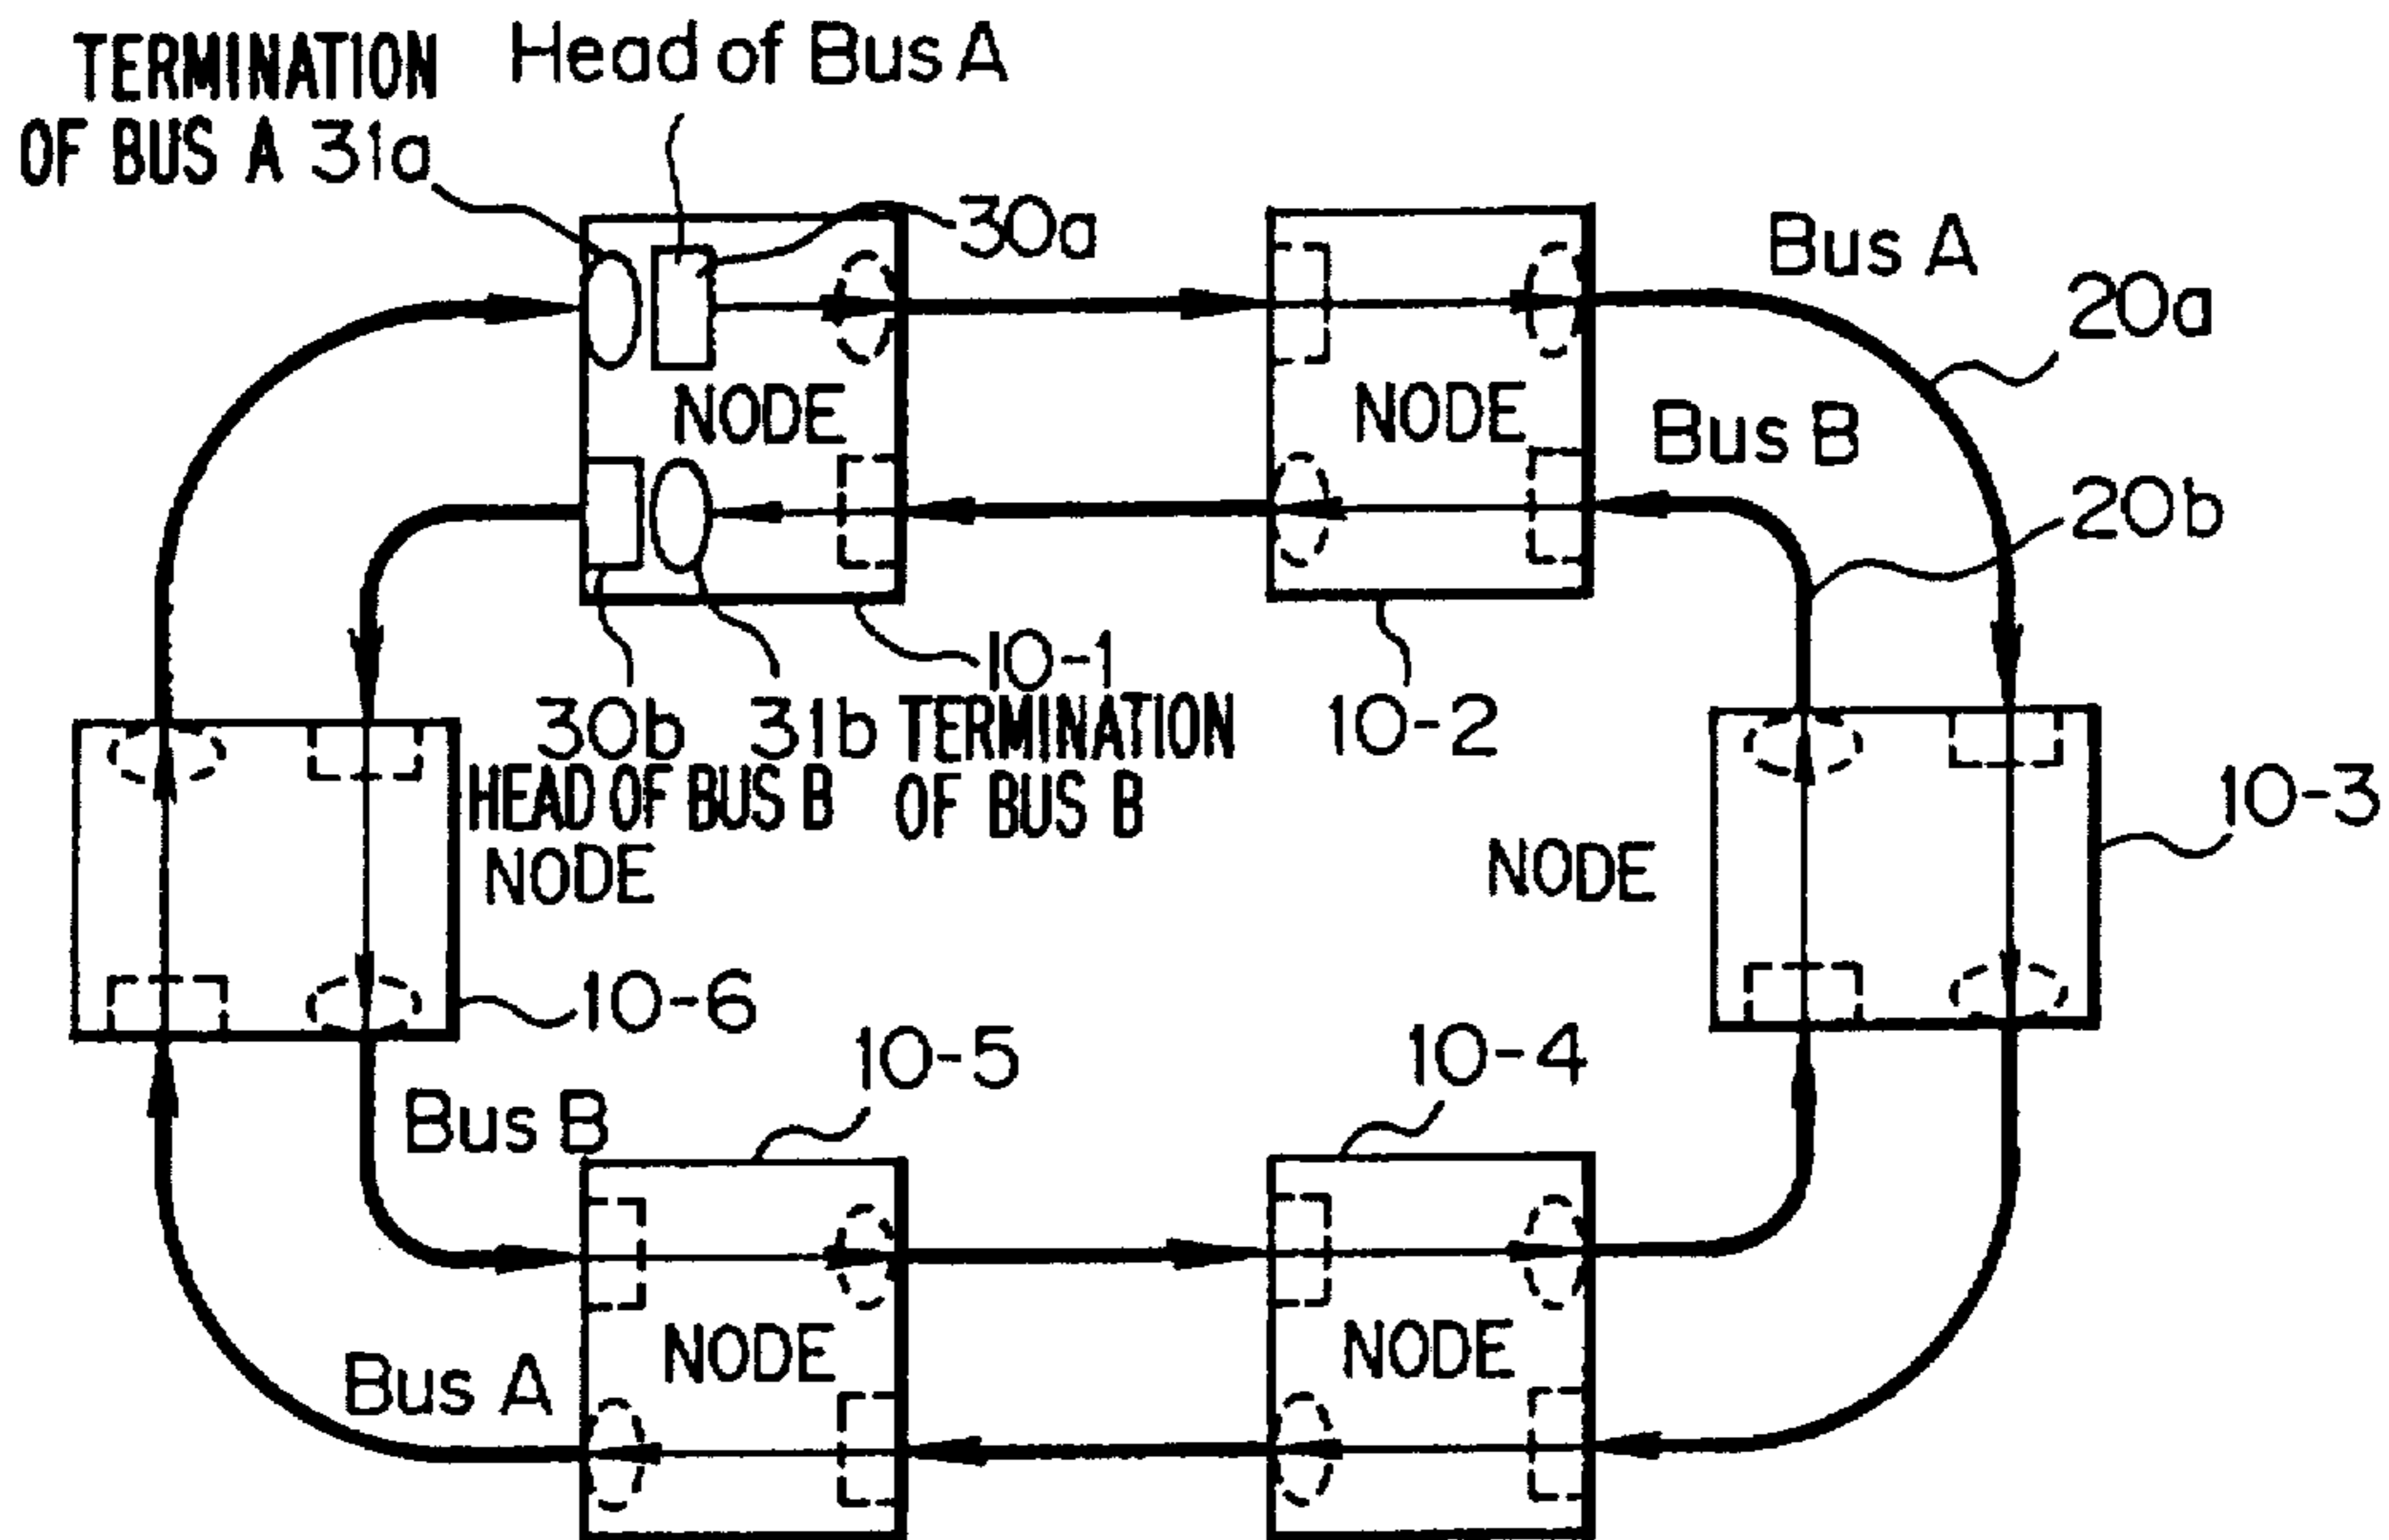 TERMINATION
OF BUS A 31a
Head of Bus A
30a
Bus A
20a
NODE
NODE
Bus B
20b
10-1
30b
31b
TERMINATION
OF BUS B
HEAD OF BUS B
10-2
10-3
NODE
NODE
10-6
10-5
10-4
Bus B
NODE
NODE
Bus A